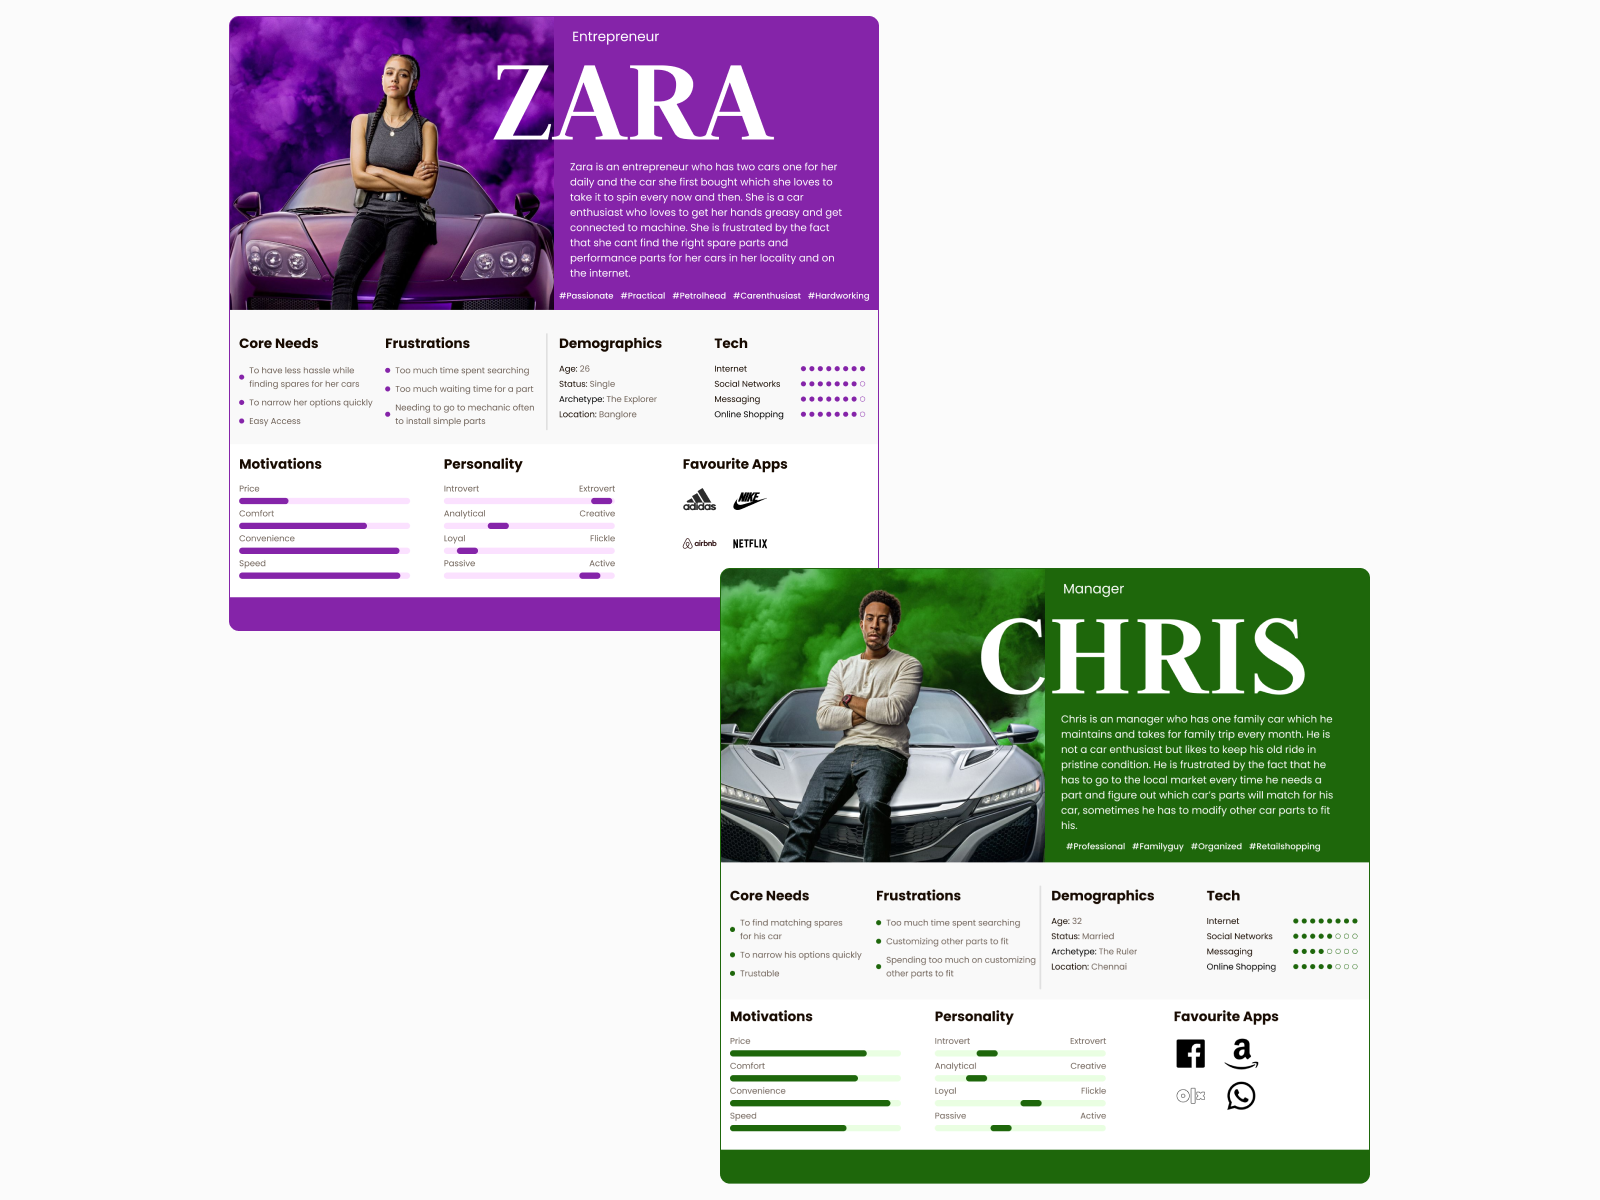 Entrepreneur
ZARA
Zara is an entrepreneur who has two cars one for her
daily and the car she first bought which she loves to
take it to spin every now and then. She is a car
enthusiast who loves to get her hands greasy and get
connected to machine. She is frustrated by the fact
that she cant find the right spare parts and
performance parts for her cars in her locality and on
the internet.
#Passionate #Practical #Petrolhead #Carenthusiast #Hardworking
Core Needs
To have less hassle while
finding spares for her cars
To narrow her options quickly
Easy Access
Frustrations
Too much time spent searching
Too much waiting time for a part
Needing to go to mechanic often
to install simple parts
Demographics
Age: 26
Status: Single
Archetype: The Explorer
Location: Banglore
Tech
Internet
Social Networks
Messaging
Online Shopping
Motivations
Price
Comfort
Convenience
Speed
Personality
Introvert Extrovert
Analytical Creative
Loyal Flickle
Passive Active
Favourite Apps
adidas NIKE
airbnb NETFLIX
Manager
CHRIS
Chris is an manager who has one family car which he
maintains and takes for family trip every month. He is
not a car enthusiast but likes to keep his old ride in
pristine condition. He is frustrated by the fact that he
has to go to the local market every time he needs a
part and figure out which car's parts will match for his
car, sometimes he has to modify other car parts to fit
his.
#Professional #Familyguy #Organized #Retailshopping
Core Needs
To find matching spares
for his car
To narrow his options quickly
Trustable
Frustrations
Too much time spent searching
Customizing other parts to fit
Spending too much on customizing
other parts to fit
Demographics
Age: 32
Status: Married
Archetype: The Ruler
Location: Chennai
Tech
Internet
Social Networks
Messaging
Online Shopping
Motivations
Price
Comfort
Convenience
Speed
Personality
Introvert Extrovert
Analytical Creative
Loyal Flickle
Passive Active
Favourite Apps
f a
olx